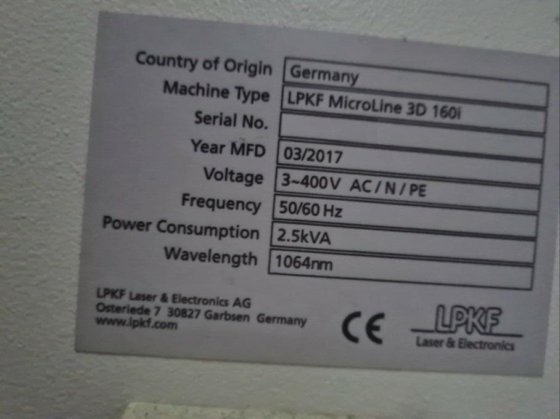 Country of Origin Germany
Machine Type LPKF MicroLine 3D 160i
Serial No.
Year MFD 03/2017
Voltage 3~400V AC / N / PE
Frequency 50/60 Hz
Power Consumption 2.5kVA
Wavelength 1064nm
LPKF Laser & Electronics AG
Osteriede 7 30827 Garbsen Germany
www.lpkf.com
CE
LPKF
Laser & Electronics